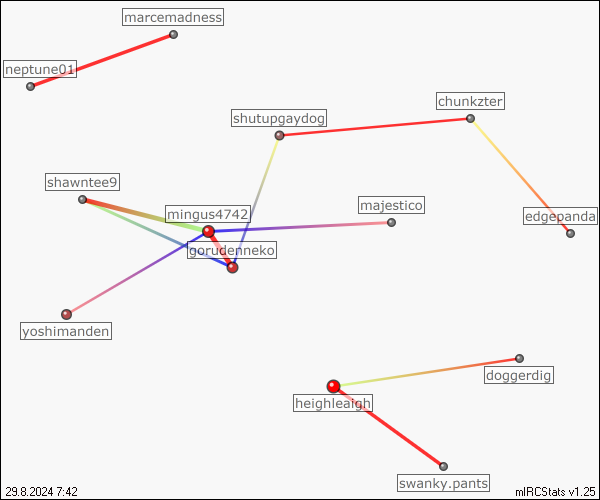 marcemadness
neptune01
chunkzter
shutupgaydog
shawntee9
majestico
mingus4742
edgepanda
gorudenneko
yoshimanden
doggerdig
heighleaigh
swanky.pants
29.8.2024 7:42
mIRCStats v1.25